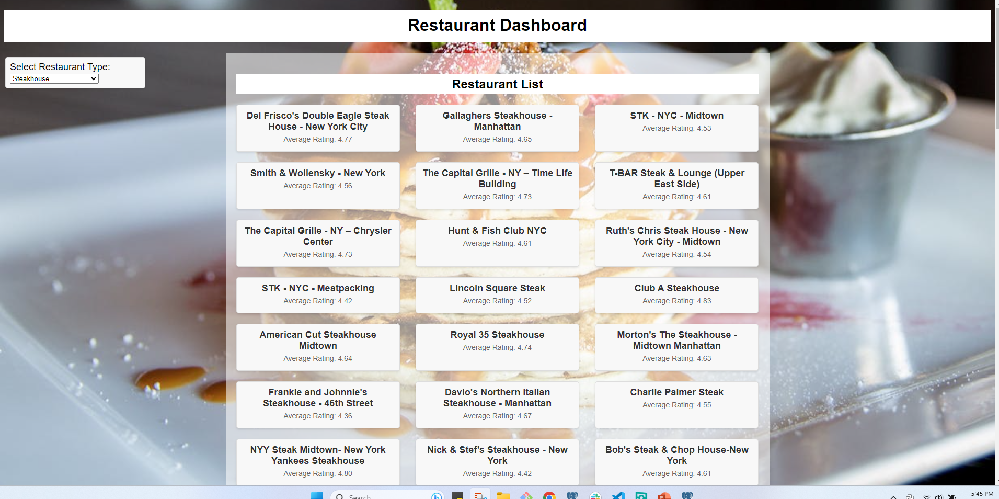 Restaurant Dashboard
Select Restaurant Type:
Steakhouse
Restaurant List
Del Frisco's Double Eagle Steak
House - New York City
Average Rating: 4.77
Gallaghers Steakhouse -
Manhattan
Average Rating: 4.65
STK - NYC - Midtown
Average Rating: 4.53
Smith & Wollensky - New York
Average Rating: 4.56
The Capital Grille - NY – Time Life
Building
Average Rating: 4.73
T-BAR Steak & Lounge (Upper
East Side)
Average Rating: 4.61
The Capital Grille - NY – Chrysler
Center
Average Rating: 4.73
Hunt & Fish Club NYC
Average Rating: 4.61
Ruth's Chris Steak House - New
York City - Midtown
Average Rating: 4.54
STK - NYC - Meatpacking
Average Rating: 4.42
Lincoln Square Steak
Average Rating: 4.52
Club A Steakhouse
Average Rating: 4.83
American Cut Steakhouse
Midtown
Average Rating: 4.64
Royal 35 Steakhouse
Average Rating: 4.74
Morton's The Steakhouse -
Midtown Manhattan
Average Rating: 4.63
Frankie and Johnnie's
Steakhouse - 46th Street
Average Rating: 4.36
Davio's Northern Italian
Steakhouse - Manhattan
Average Rating: 4.67
Charlie Palmer Steak
Average Rating: 4.55
NYY Steak Midtown- New York
Yankees Steakhouse
Average Rating: 4.80
Nick & Stef’s Steakhouse - New
York
Average Rating: 4.42
Bob's Steak & Chop House-New
York
Average Rating: 4.61
Search
5:45 PM